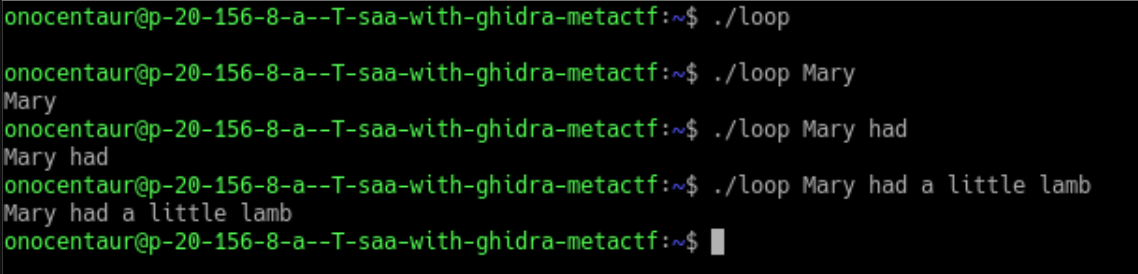 onocentaur@p-20-156-8-a--T-saa-with-ghidra-metactf:~$ ./loop

onocentaur@p-20-156-8-a--T-saa-with-ghidra-metactf:~$ ./loop Mary
Mary
onocentaur@p-20-156-8-a--T-saa-with-ghidra-metactf:~$ ./loop Mary had
Mary had
onocentaur@p-20-156-8-a--T-saa-with-ghidra-metactf:~$ ./loop Mary had a little lamb
Mary had a little lamb
onocentaur@p-20-156-8-a--T-saa-with-ghidra-metactf:~$